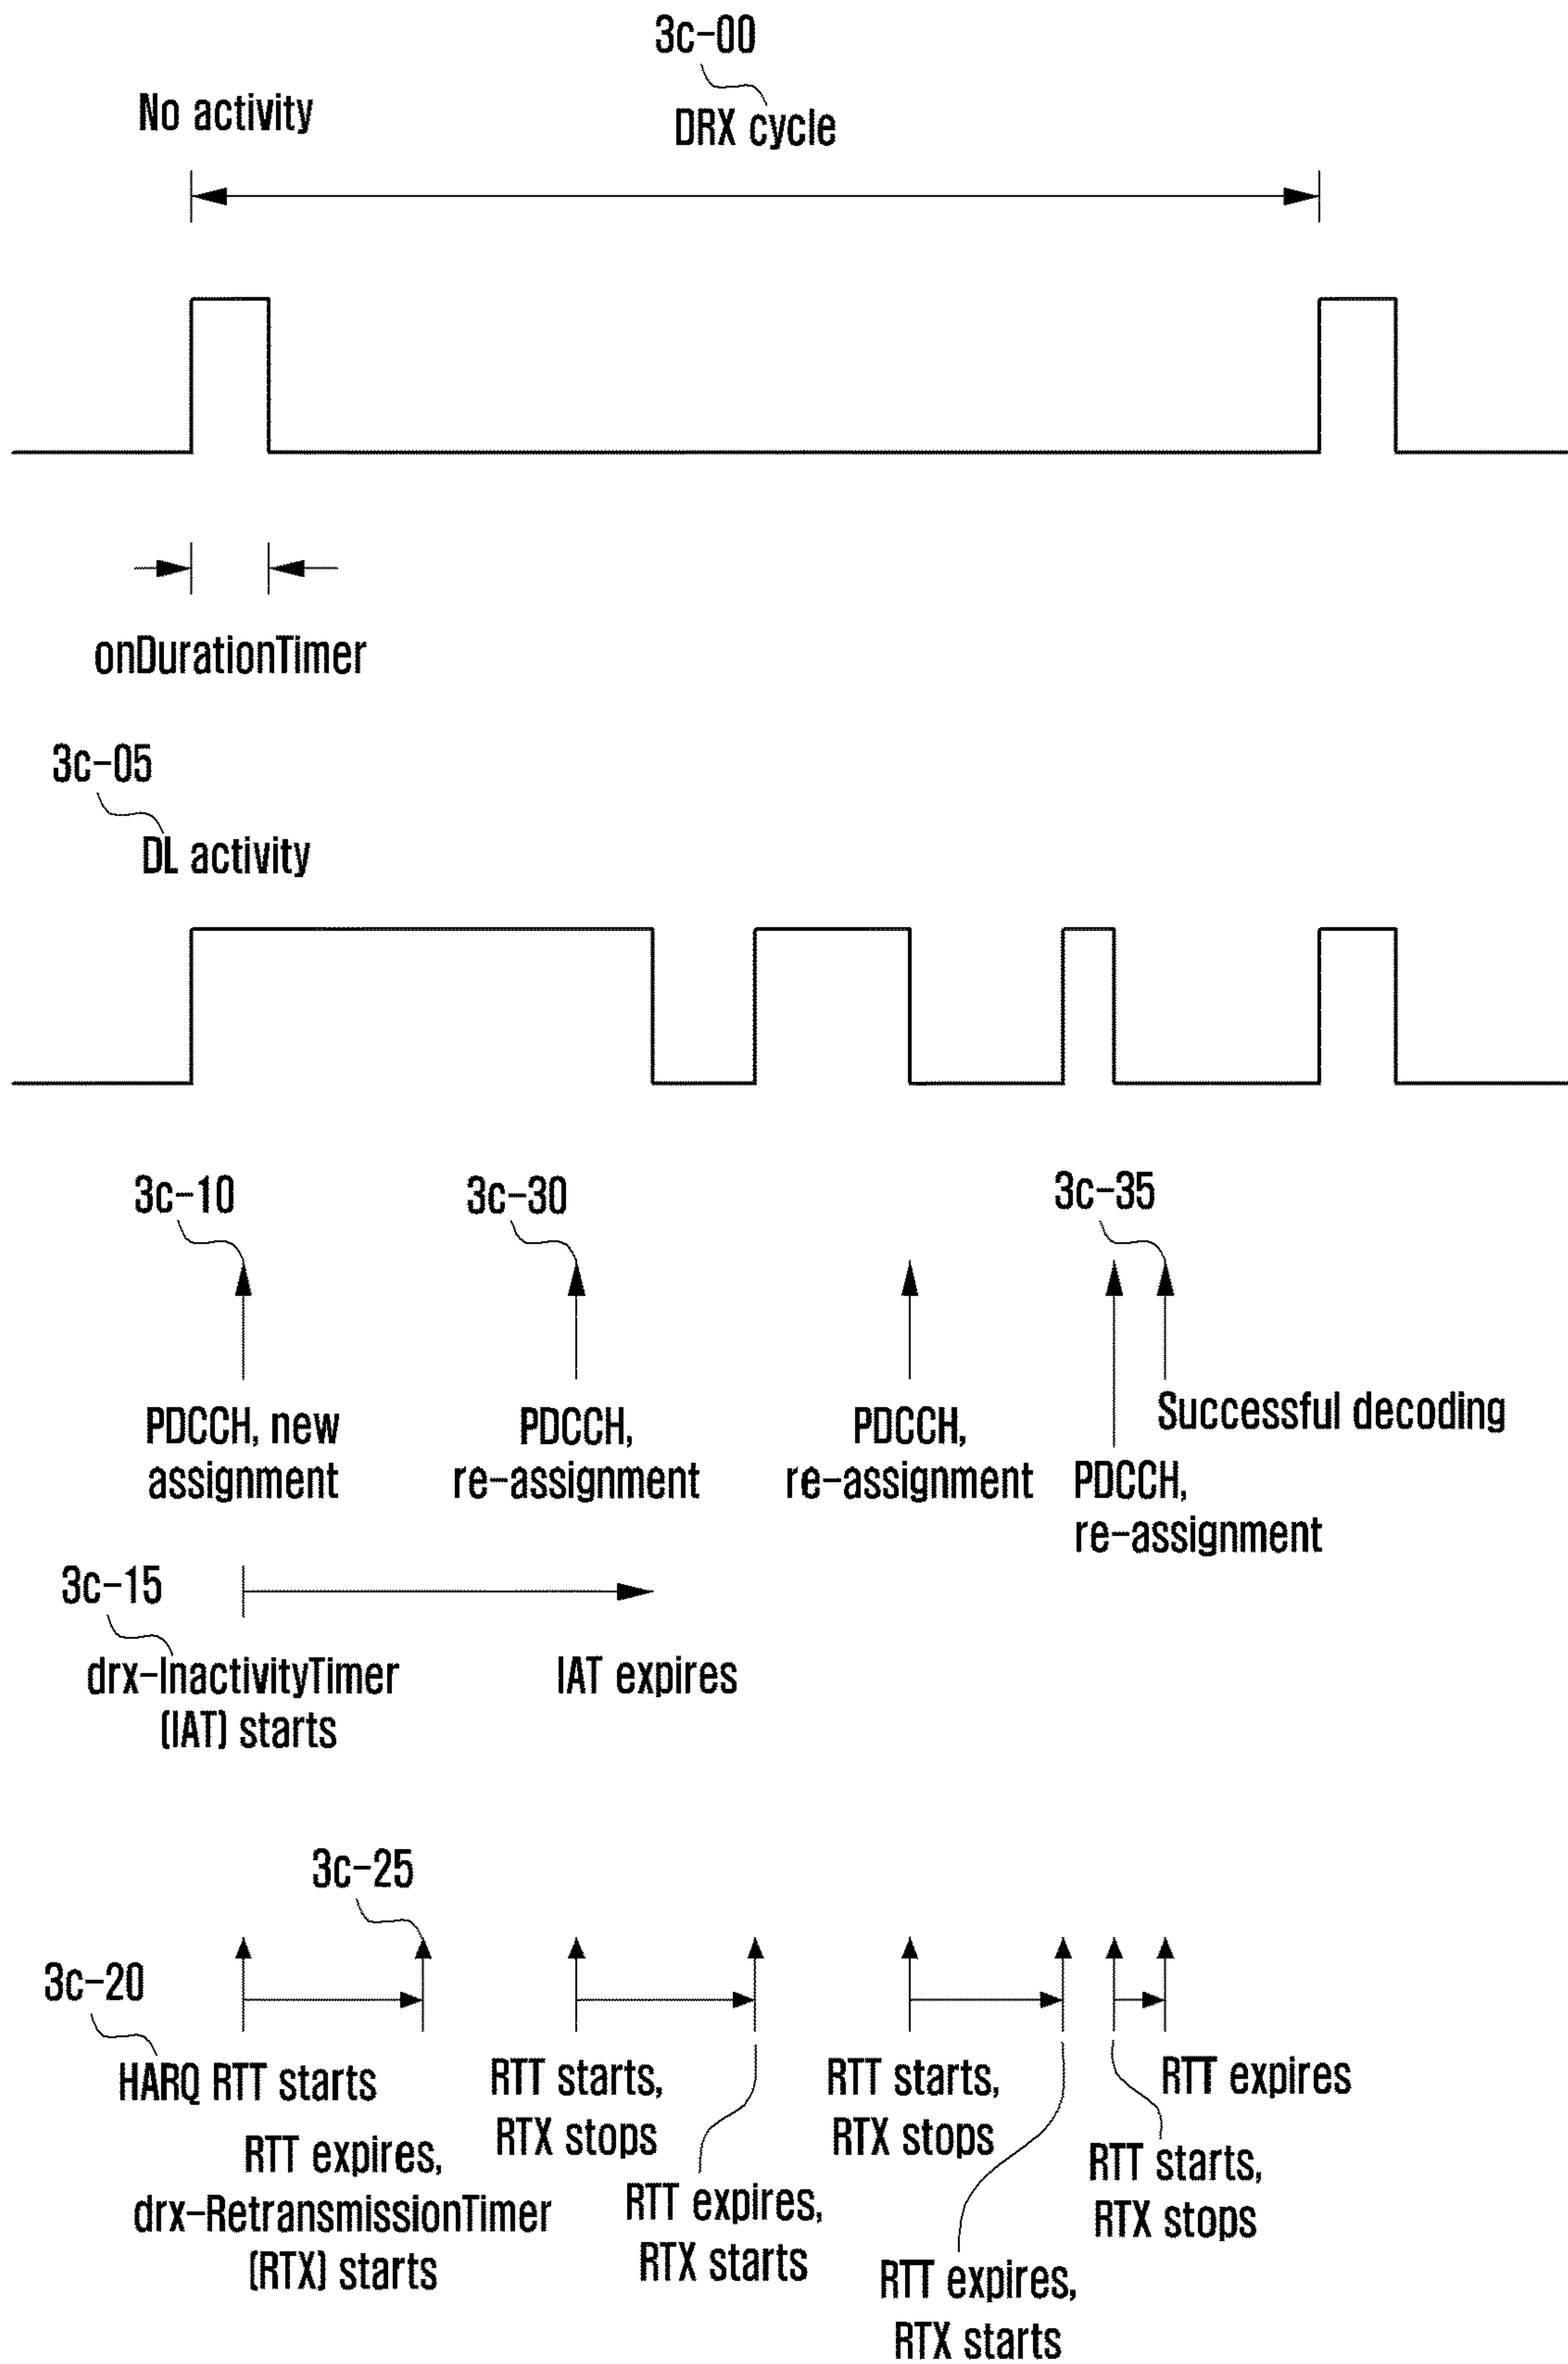 3c-00
No activity
DRX cycle
onDurationTimer
3c-05
DL activity
3c-10
3c-30
3c-35
PDCCH, new
assignment
PDCCH,
re-assignment
PDCCH,
re-assignment
Successful decoding
PDCCH,
re-assignment
3c-15
drx-InactivityTimer
(IAT) starts
IAT expires
3c-25
3c-20
HARQ RTT starts
RTT expires,
drx-RetransmissionTimer
(RTX) starts
RTT starts,
RTX stops
RTT expires,
RTX starts
RTT starts,
RTX stops
RTT expires,
RTX starts
RTT expires
RTT starts,
RTX stops